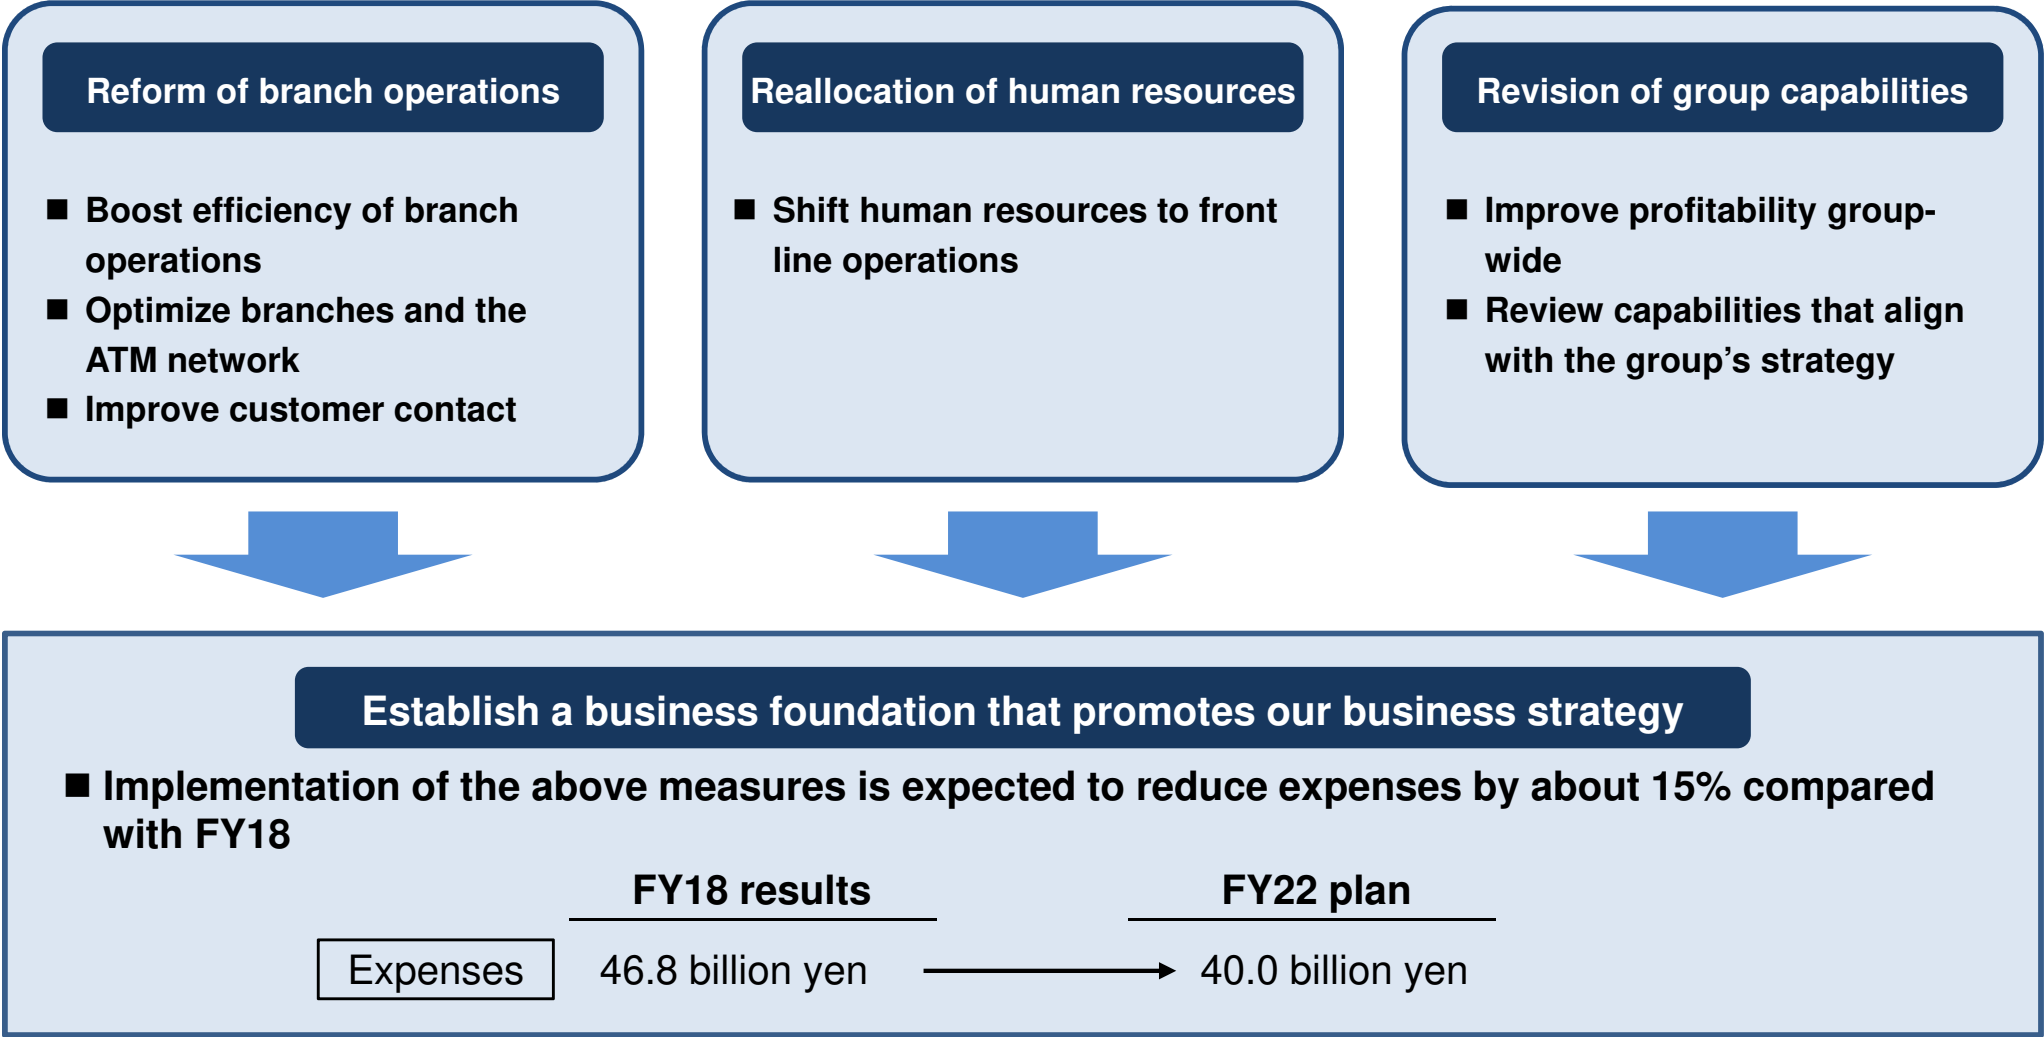 Reform of branch operations
■ Boost efficiency of branch
operations
■ Optimize branches and the
ATM network
■ Improve customer contact
Reallocation of human resources
■ Shift human resources to front
line operations
Revision of group capabilities
■ Improve profitability group-
wide
■ Review capabilities that align
with the group’s strategy
Establish a business foundation that promotes our business strategy
■ Implementation of the above measures is expected to reduce expenses by about 15% compared
with FY18
FY18 results FY22 plan
Expenses 46.8 billion yen 40.0 billion yen